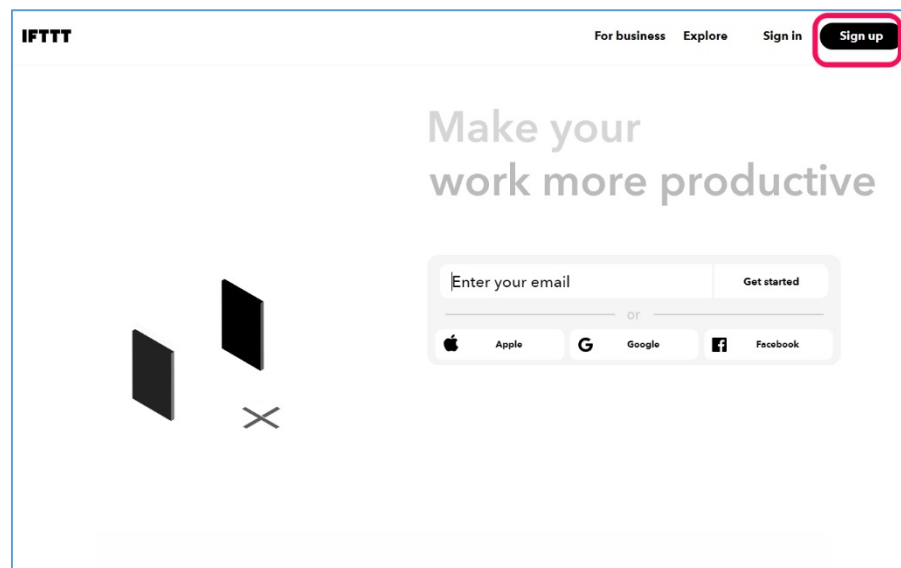 IFTTT For business Explore Sign in Sign up
Make your
work more productive
Enter your email Get started
or
Apple Google Facebook